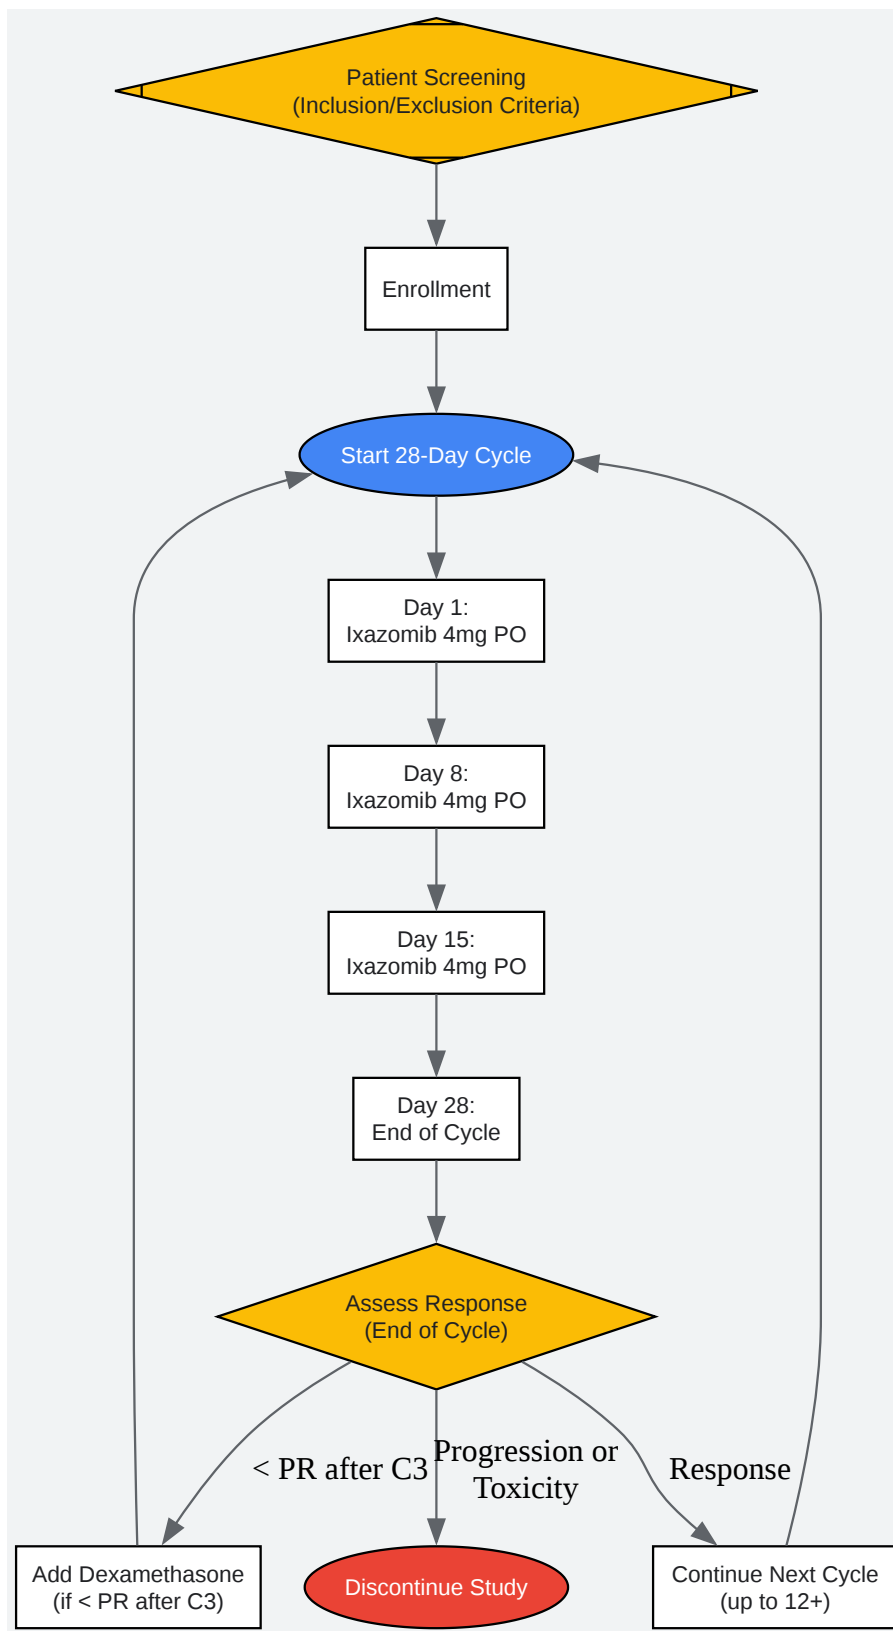 Patient Screening
(Inclusion/Exclusion Criteria)
Enrollment
Start 28-Day Cycle
Day 1:
Ixazomib 4mg PO
Day 8:
Ixazomib 4mg PO
Day 15:
Ixazomib 4mg PO
Day 28:
End of Cycle
Assess Response
(End of Cycle)
< PR after C3
Progression or
Toxicity
Response
Add Dexamethasone
(if < PR after C3)
Discontinue Study
Continue Next Cycle
(up to 12+)